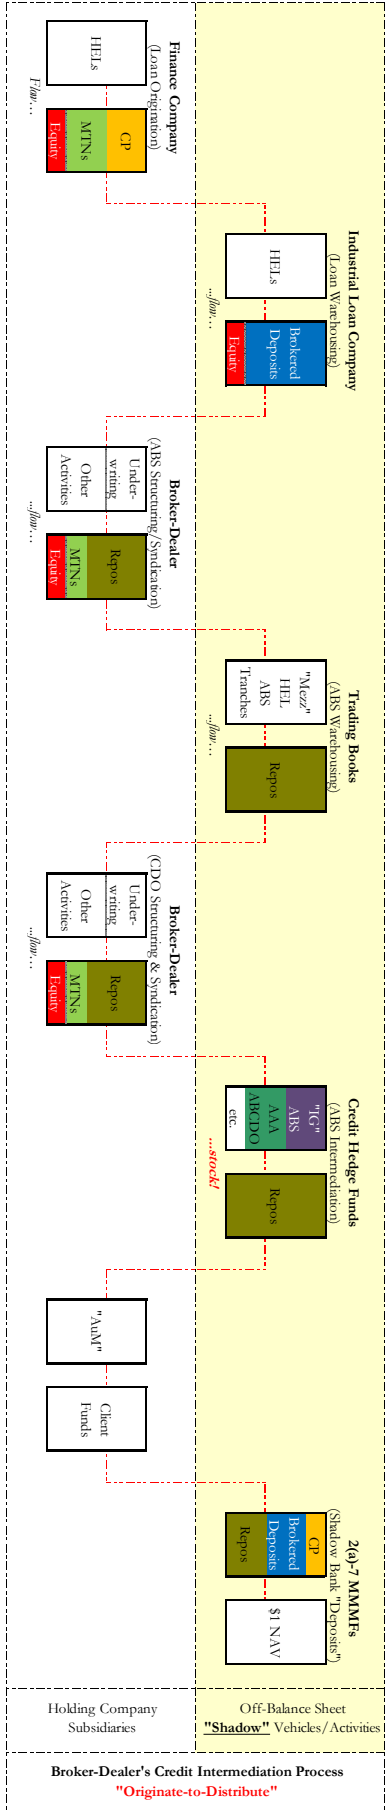 Finance Company
(Loan Origination)
HELs
CP
MTNs
Equity
Flow…
Industrial Loan Company
(Loan Warehousing)
HELs
Brokered
Deposits
Equity
…flow…
Broker-Dealer
(ABS Structuring/Syndication)
Under-
writing
Other
Activities
Repos
MTNs
Equity
…flow…
Trading Books
(ABS Warehousing)
"Mezz"
HEL
ABS
Tranches
Repos
…flow…
Broker-Dealer
(CDO Structuring & Syndication)
Under-
writing
Other
Activities
Repos
MTNs
Equity
…flow…
Credit Hedge Funds
(ABS Intermediation)
"IG"
ABS
AAA
ABCDO
etc.
Repos
…stock!
"AuM"
Client
Funds
2(a)-7 MMMFs
(Shadow Bank "Deposits")
CP
Brokered
Deposits
Repos
$1 NAV
Holding Company
Subsidiaries
Off-Balance Sheet
"Shadow" Vehicles/Activities
Broker-Dealer's Credit Intermediation Process
"Originate-to-Distribute"